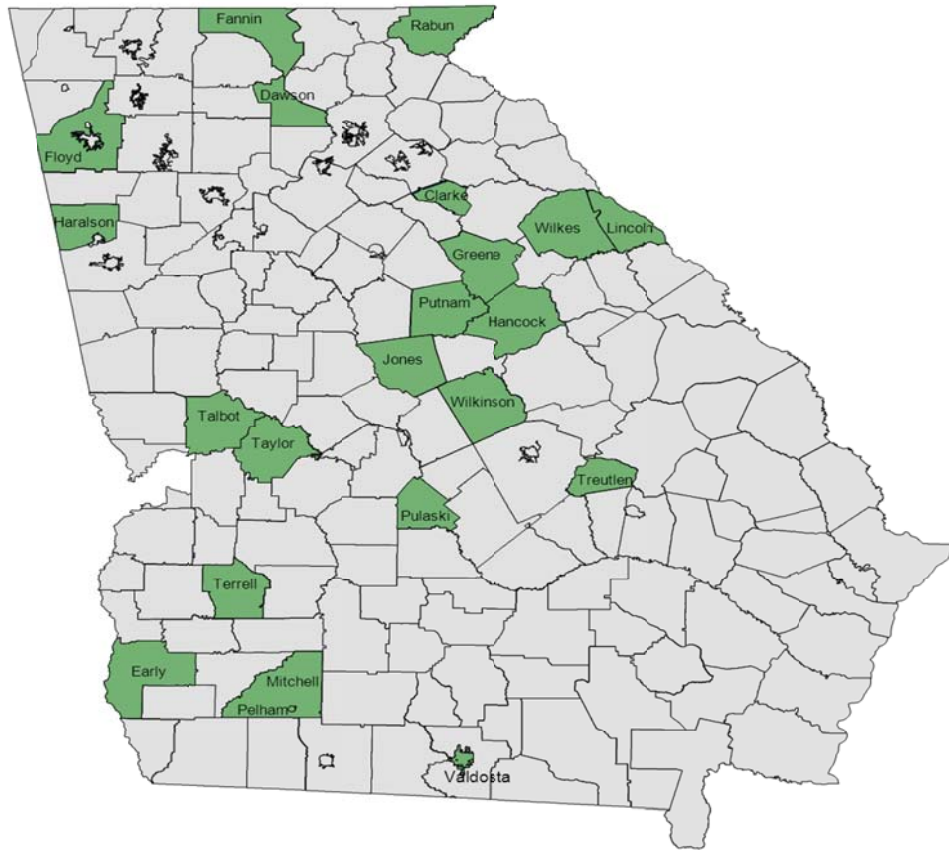 Fannin
Rabun
Dawson
Floyd
Clarke
Haralson
Wilkes
Lincoln
Greene
Putnam
Hancock
Jones
Wilkinson
Talbot
Taylor
Treutlen
Pulaski
Terrell
Early
Mitchell
Pelham
Valdosta